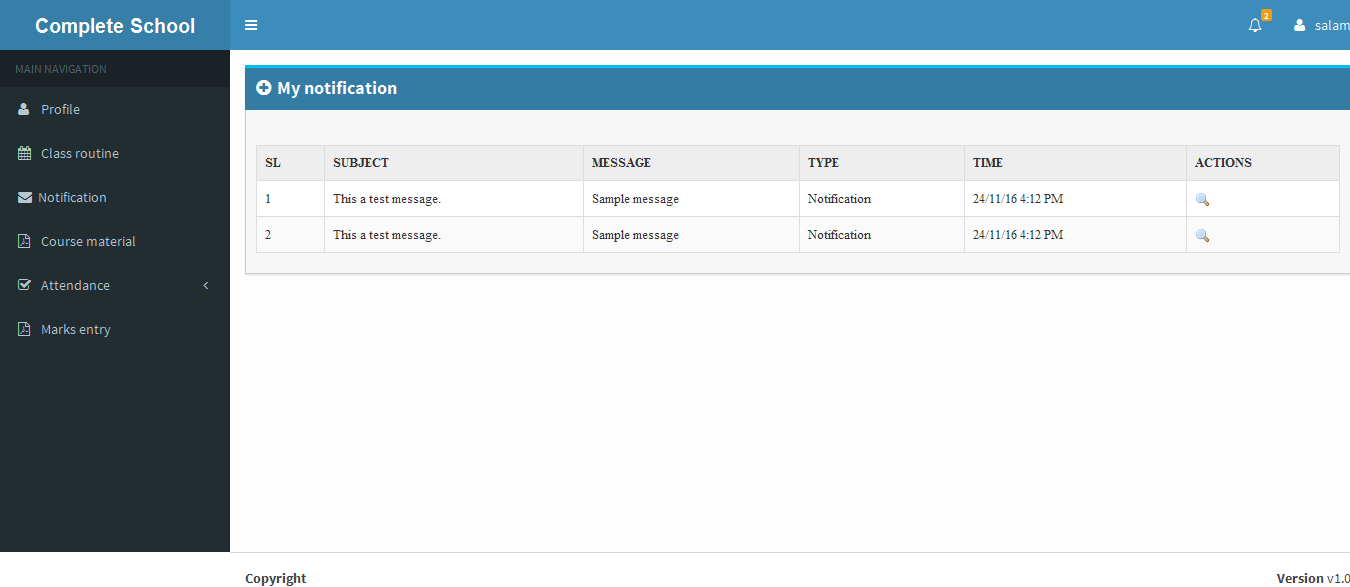 Complete School
2
salam
MAIN NAVIGATION
Profile
Class routine
Notification
Course material
Attendance
Marks entry
My notification
SL SUBJECT MESSAGE TYPE TIME ACTIONS
1 This a test message. Sample message Notification 24/11/16 4:12 PM
2 This a test message. Sample message Notification 24/11/16 4:12 PM
Copyright Version v1.0